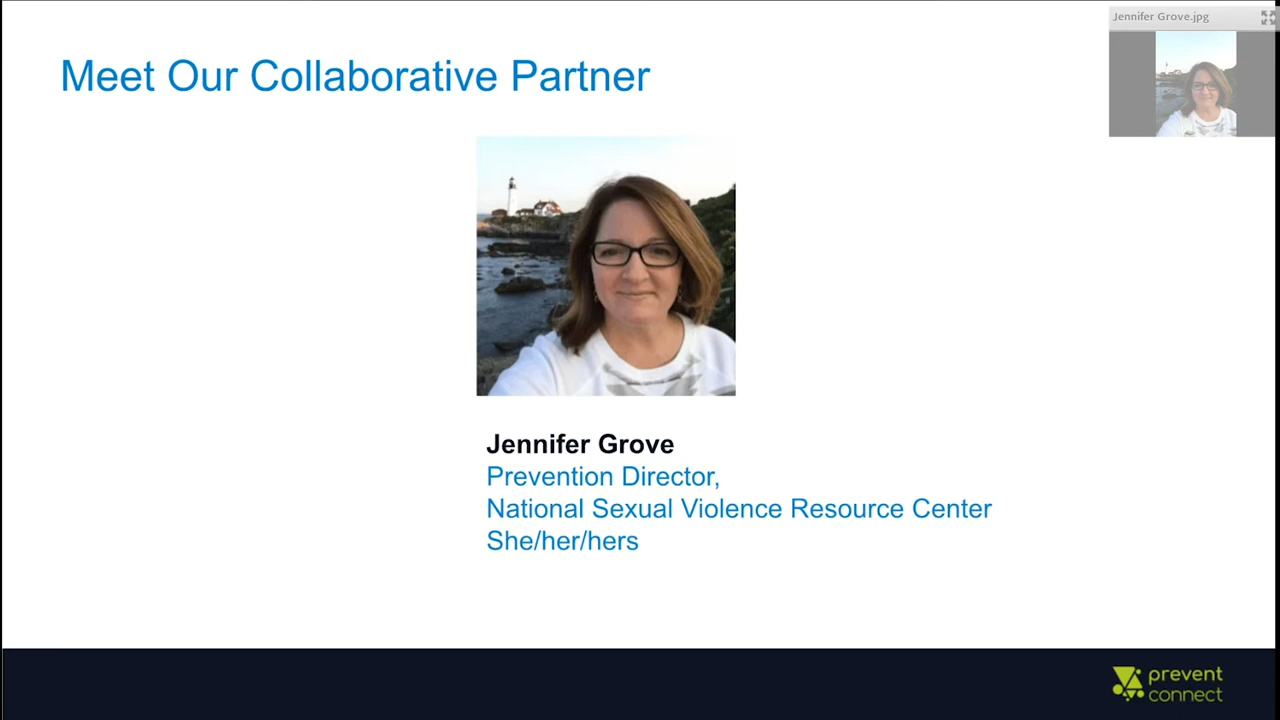 Jennifer Grove.jpg
Meet Our Collaborative Partner
Jennifer Grove
Prevention Director,
National Sexual Violence Resource Center
She/her/hers
prevent
connect